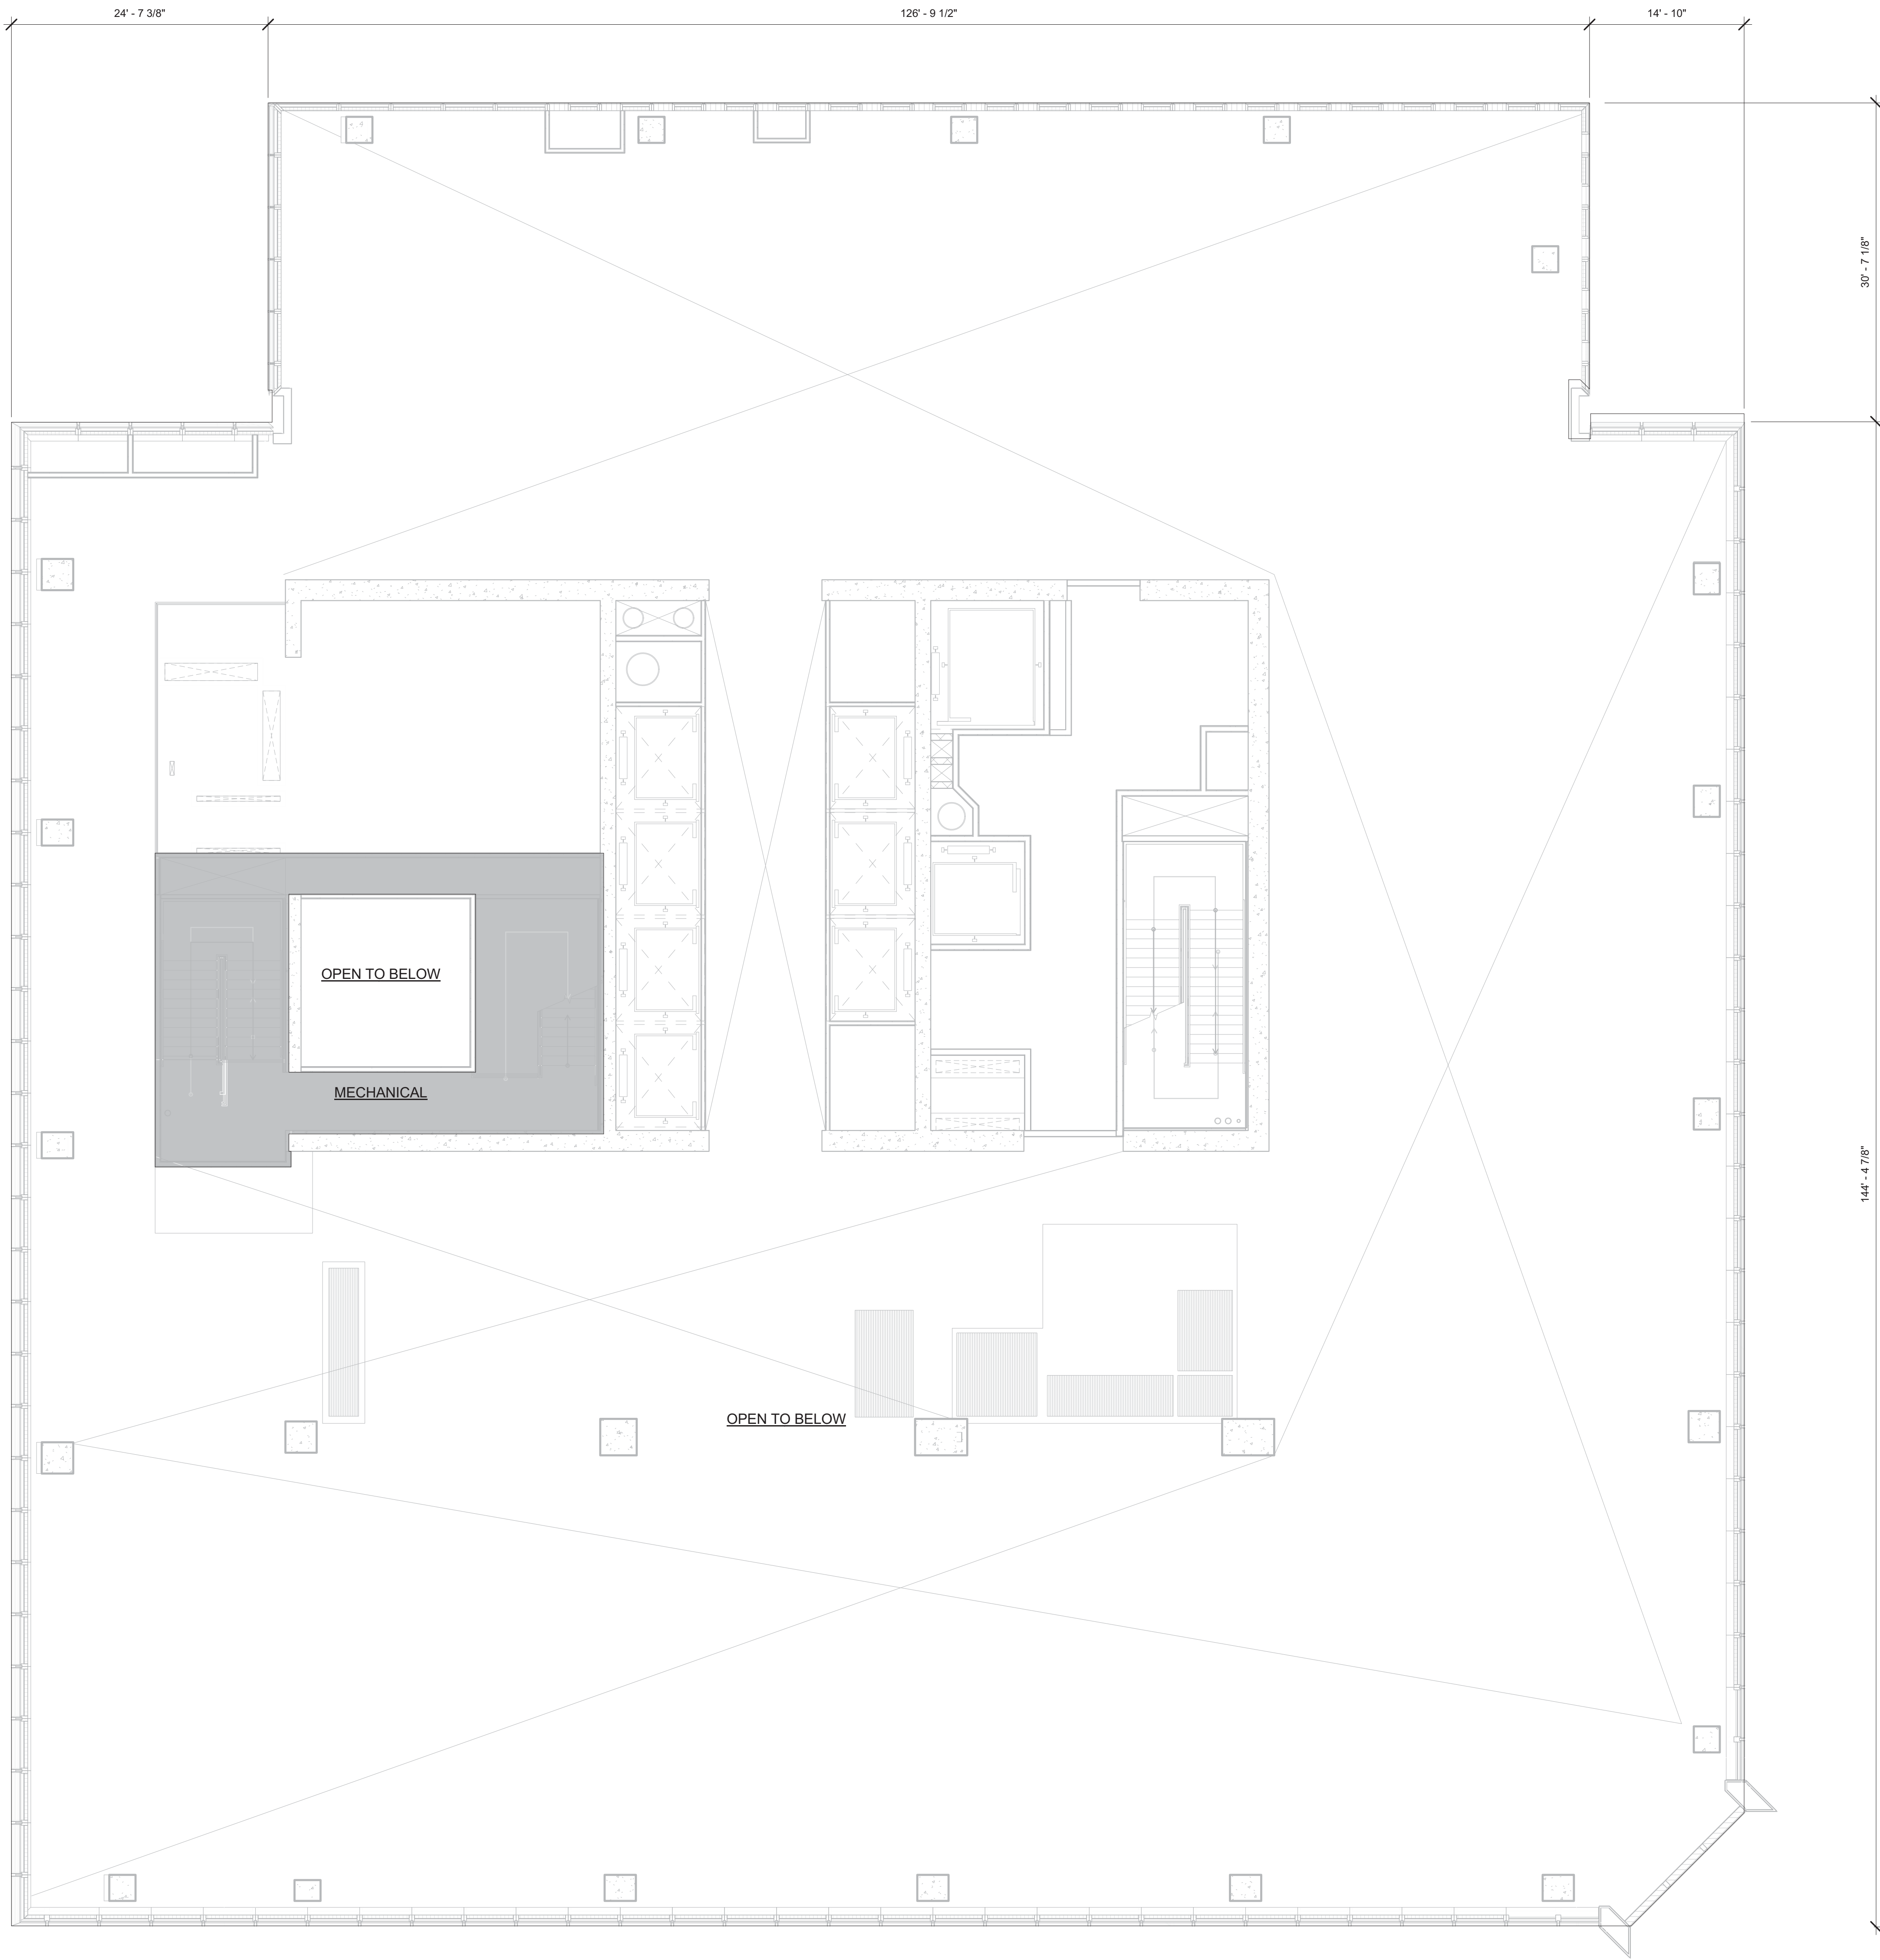 24' - 7 3/8"
126' - 9 1/2"
14' - 10"
30' - 7 1/8"
OPEN TO BELOW
MECHANICAL
144' - 4 7/8"
OPEN TO BELOW